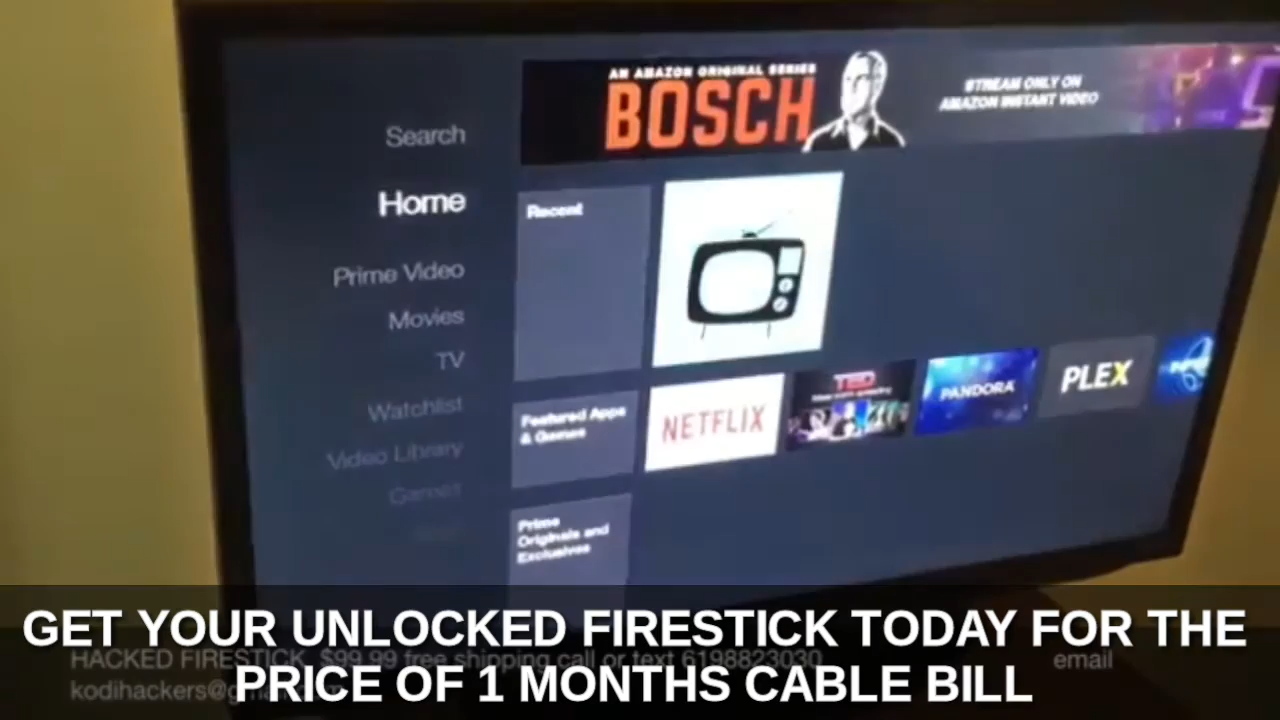 AN AMAZON ORIGINAL SERIES
BOSCH
STREAM ONLY ON
AMAZON INSTANT VIDEO
Search
Home
Prime Video
Movies
TV
Watchlist
Video Library
Games
Recent
Featured Apps
& Games
NETFLIX
TED
PANDORA
PLEX
Prime
Originals and
Exclusives
GET YOUR UNLOCKED FIRESTICK TODAY FOR THE
PRICE OF 1 MONTHS CABLE BILL
HACKED FIRESTICK $99.99 free shipping call or text 6198823030 email
kodihackers@g